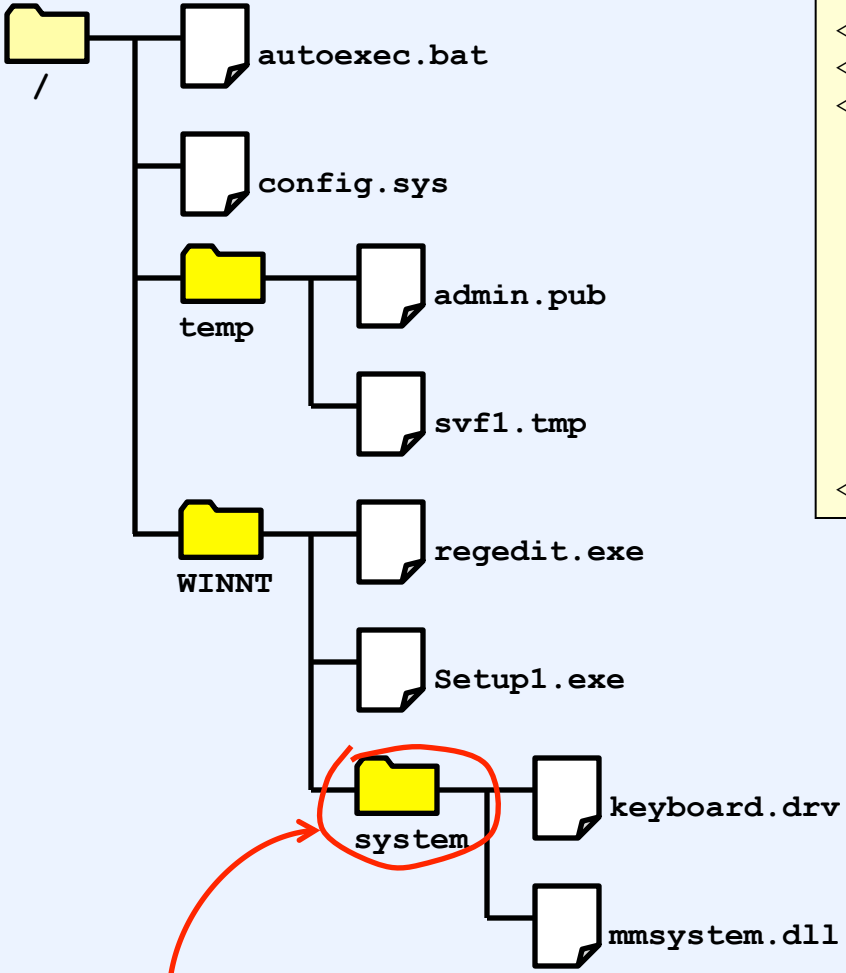 /
autoexec.bat
config.sys
temp
admin.pub
svf1.tmp
WINNT
regedit.exe
Setup1.exe
system
keyboard.drv
mmsystem.dll
<
<
<
<